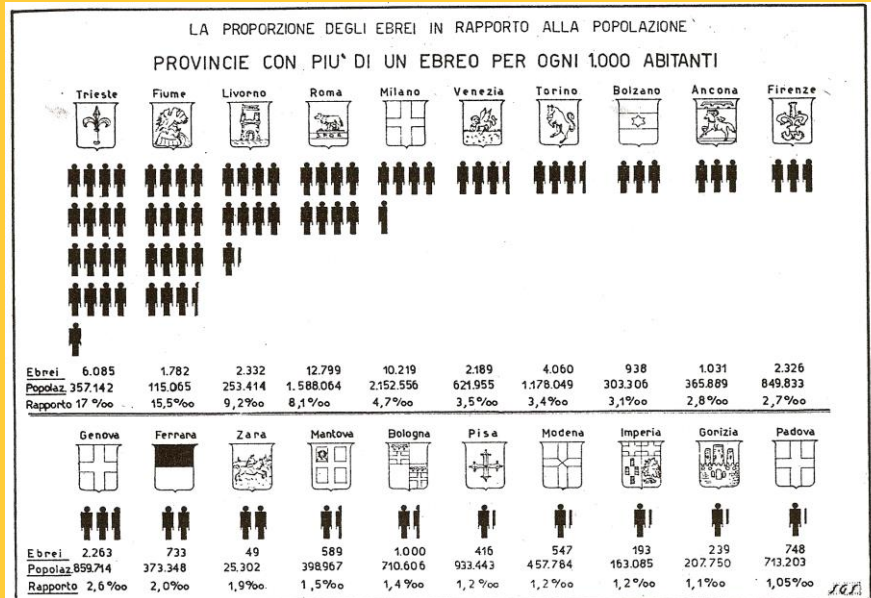 LA PROPORZIONE DEGLI EBREI IN RAPPORTO ALLA POPOLAZIONE
PROVINCIE CON PIU' DI UN EBREO PER OGNI 1.000 ABITANTI
Trieste Fiume Livorno Roma Milano Venezia Torino Bolzano Ancona Firenze
Ebrei 6.085 1.782 2.332 12.799 10.219 2.189 4.060 938 1.031 2.326
Popolaz. 357.142 115.065 253.414 1.588.064 2.152.556 621.955 1.178.049 303.306 365.889 849.833
Rapporto 17‰ 15,5‰ 9,2‰ 8,1‰ 4,7‰ 3,5‰ 3,4‰ 3,1‰ 2,8‰ 2,7‰
Genova Ferrara Zara Mantova Bologna Pisa Modena Imperia Gorizia Padova
Ebrei 2.263 733 49 589 1.000 416 547 193 239 748
Popolaz. 859.714 373.348 25.302 398.967 710.606 933.443 457.784 163.085 207.750 713.203
Rapporto 2,6‰ 2,0‰ 1,9‰ 1,5‰ 1,4‰ 1,2‰ 1,2‰ 1,2‰ 1,1‰ 1,05‰